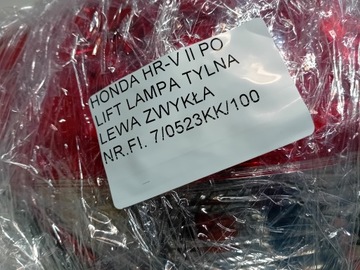 HONDA HR-V II PO
LIFT LAMPA TYLNA
LEWA ZWYKŁA
NR.FI. 7/0523KK/100